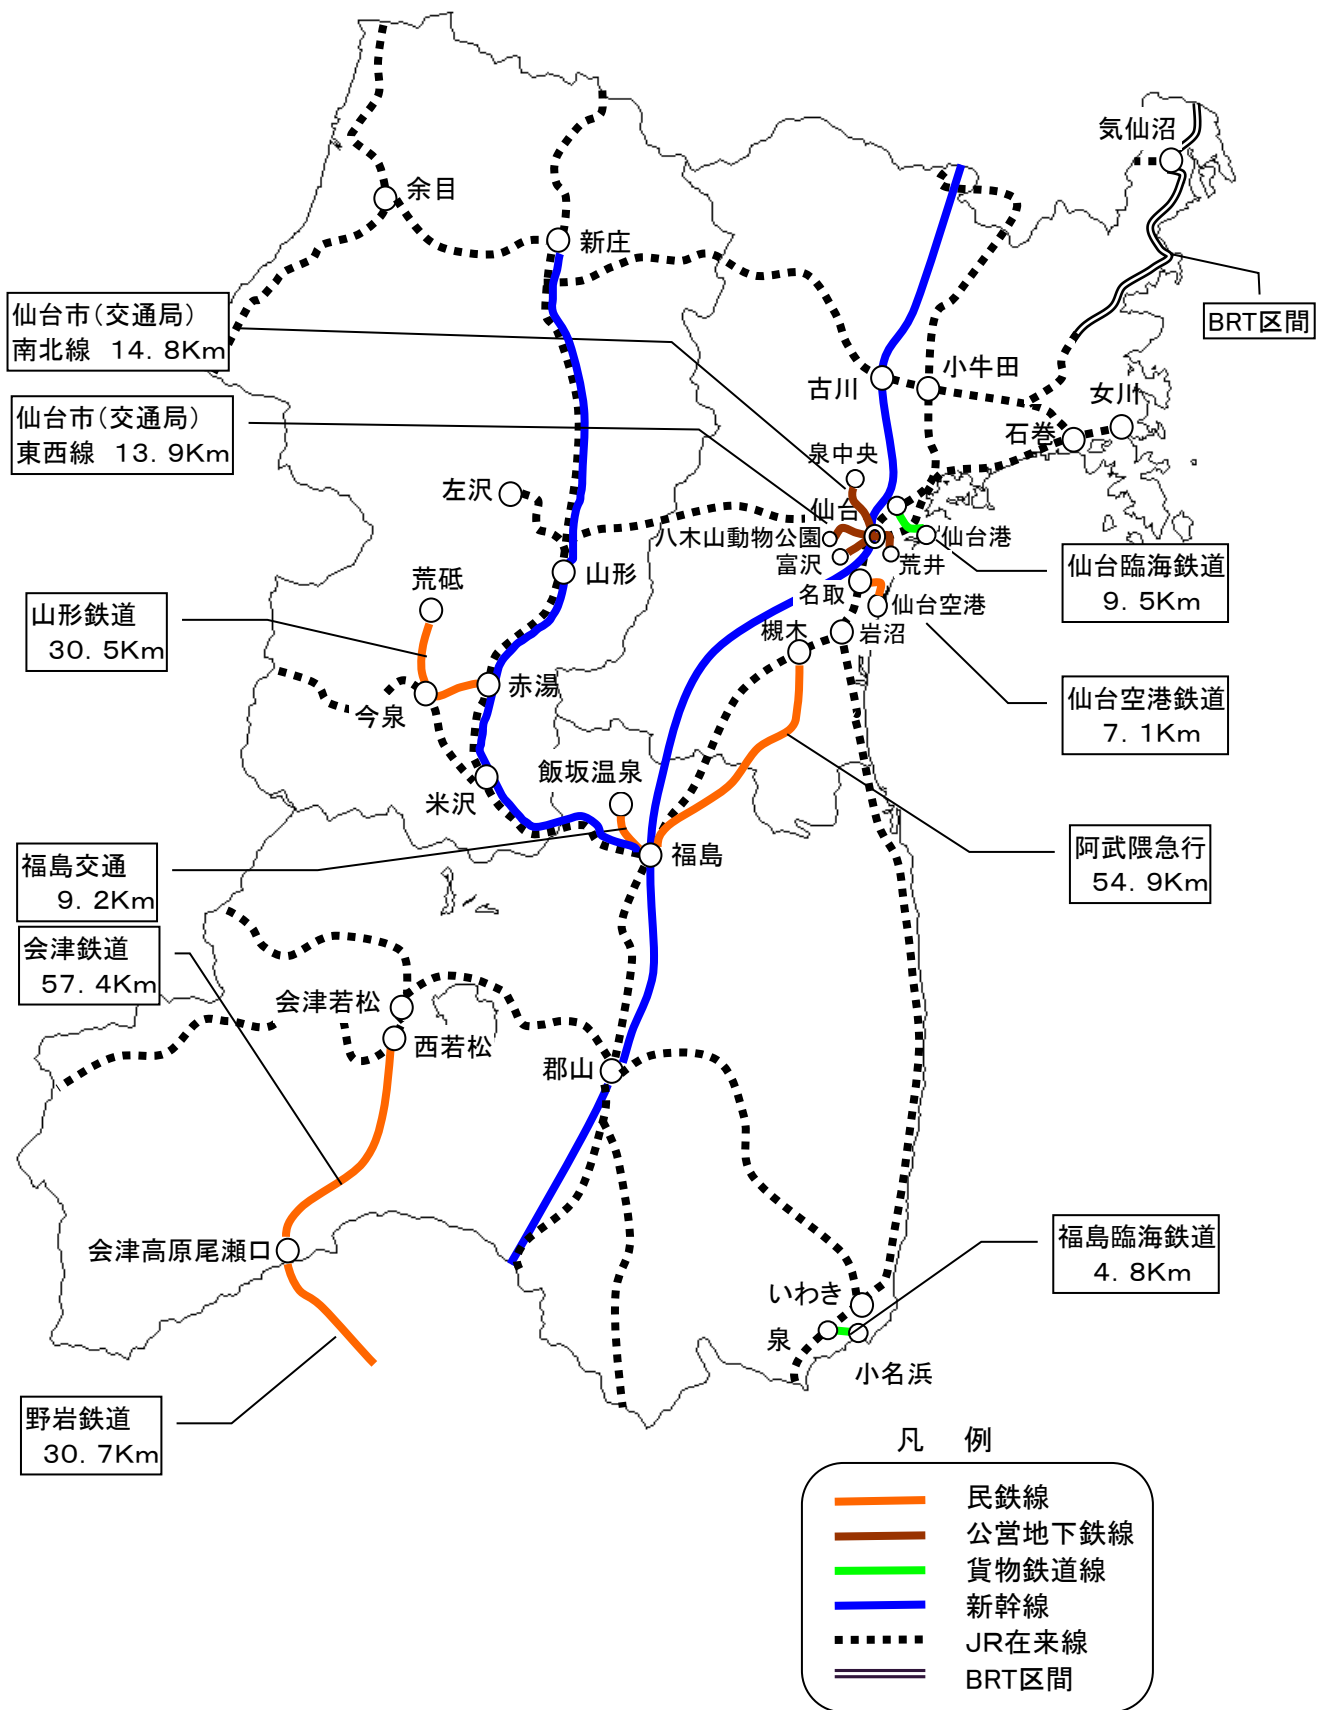 気仙沼
余目
新庄
仙台市（交通局）
南北線 １４．８Ｋｍ
BRT区間
仙台市（交通局）
東西線 １３．９Ｋｍ
古川
小牛田
女川
石巻
泉中央
左沢
仙台
八木山動物公園
仙台港
富沢
荒井
仙台臨海鉄道
９．５Ｋｍ
山形
荒砥
名取
仙台空港
山形鉄道
３０．５Ｋｍ
槻木
岩沼
赤湯
今泉
仙台空港鉄道
７．１Ｋｍ
飯坂温泉
米沢
福島交通
９．２Ｋｍ
福島
阿武隈急行
５４．９Ｋｍ
会津鉄道
５７．４Ｋｍ
会津若松
西若松
郡山
会津高原尾瀬口
福島臨海鉄道
４．８Ｋｍ
いわき
泉
小名浜
野岩鉄道
３０．７Ｋｍ
凡　例
民鉄線
公営地下鉄線
貨物鉄道線
新幹線
ＪＲ在来線
BRT区間